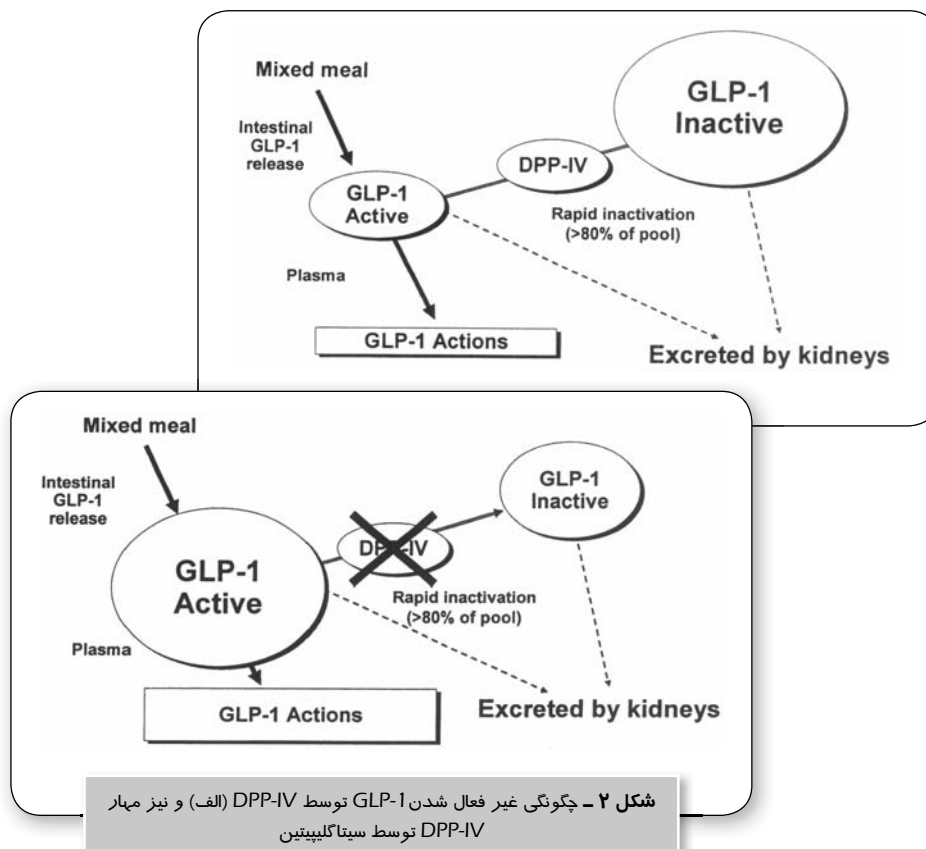 Mixed meal
Intestinal
GLP-1
release
GLP-1
Active
DPP-IV
GLP-1
Inactive
Rapid inactivation
(>80% of pool)
Plasma
GLP-1 Actions
Excreted by kidneys
Mixed meal
Intestinal
GLP-1
release
GLP-1
Active
DPP-IV
GLP-1
Inactive
Rapid inactivation
(>80% of pool)
Plasma
GLP-1 Actions
Excreted by kidneys
شکل ۲ ـ چگونگی غیر فعال شدن GLP-1 توسط DPP-IV (الف) و نیز مهار
DPP-IV توسط سیتاگلیپیتین